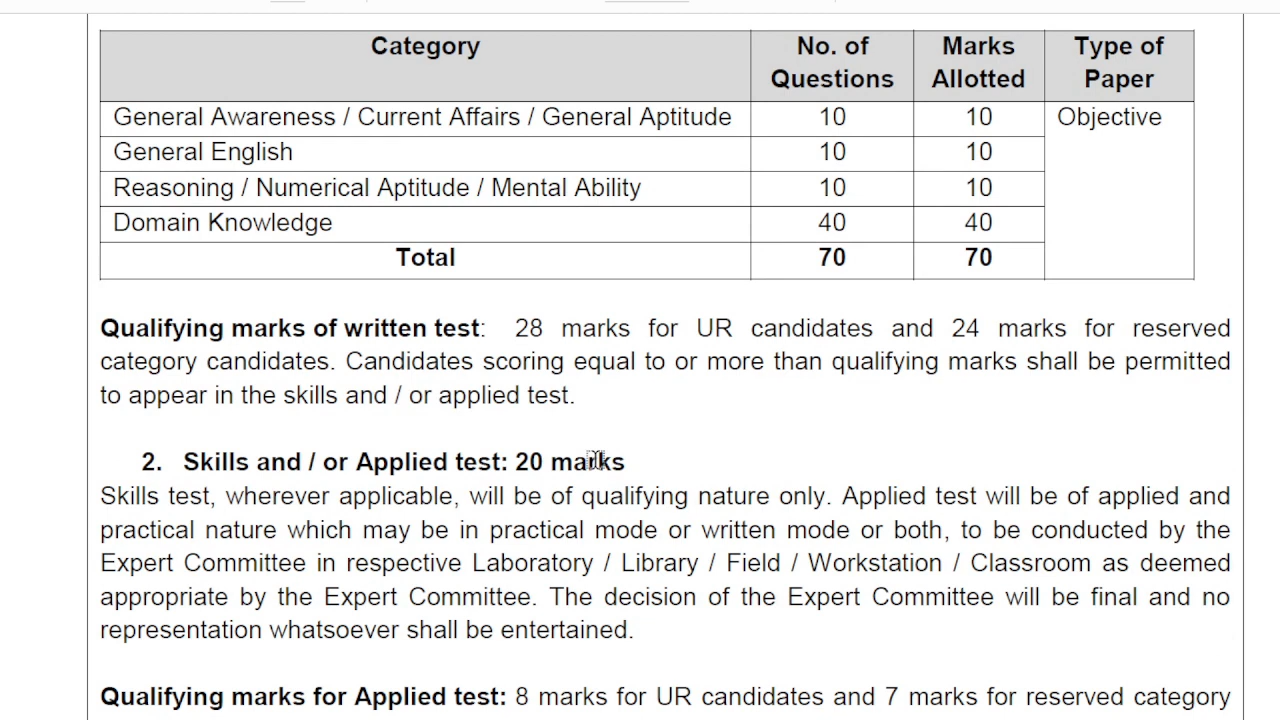 Category No. of Questions Marks Allotted Type of Paper
General Awareness / Current Affairs / General Aptitude 10 10 Objective
General English 10 10
Reasoning / Numerical Aptitude / Mental Ability 10 10
Domain Knowledge 40 40
Total 70 70
Qualifying marks of written test: 28 marks for UR candidates and 24 marks for reserved
category candidates. Candidates scoring equal to or more than qualifying marks shall be permitted
to appear in the skills and / or applied test.
2. Skills and / or Applied test: 20 marks
Skills test, wherever applicable, will be of qualifying nature only. Applied test will be of applied and
practical nature which may be in practical mode or written mode or both, to be conducted by the
Expert Committee in respective Laboratory / Library / Field / Workstation / Classroom as deemed
appropriate by the Expert Committee. The decision of the Expert Committee will be final and no
representation whatsoever shall be entertained.
Qualifying marks for Applied test: 8 marks for UR candidates and 7 marks for reserved category